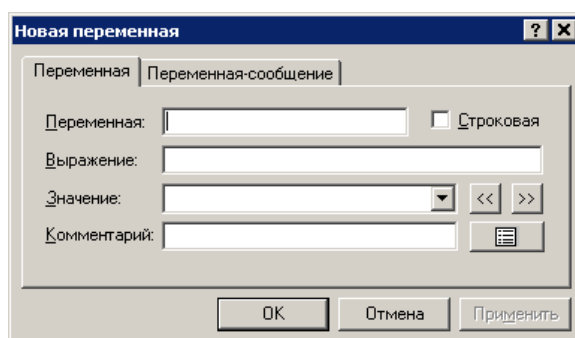 Новая переменная
Переменная Переменная-сообщение
Переменная: Строковая
Выражение:
Значение: << >>
Комментарий:
OK Отмена Применить